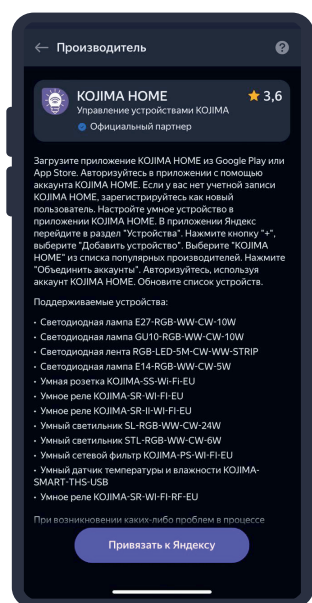 ← Производитель ?
KOJIMA HOME ★ 3,6
Управление устройствами KOJIMA
Официальный партнер
Загрузите приложение KOJIMA HOME из Google Play или
App Store. Авторизуйтесь в приложении с помощью
аккаунта KOJIMA HOME. Если у вас нет учетной записи
KOJIMA HOME, зарегистрируйтесь как новый
пользователь. Настройте умное устройство в
приложении KOJIMA HOME. В приложении Яндекс
перейдите в раздел "Устройства". Нажмите кнопку "+",
выберите "Добавить устройство". Выберите "KOJIMA
HOME" из списка популярных производителей. Нажмите
"Объединить аккаунты". Авторизуйтесь, используя
аккаунт KOJIMA HOME. Обновите список устройств.
Поддерживаемые устройства:
• Светодиодная лампа E27-RGB-WW-CW-10W
• Светодиодная лампа GU10-RGB-WW-CW-10W
• Светодиодная лента RGB-LED-5M-CW-WW-STRIP
• Светодиодная лампа E14-RGB-WW-CW-5W
• Умная розетка KOJIMA-SS-Wi-Fi-EU
• Умное реле KOJIMA-SR-WI-FI-EU
• Умное реле KOJIMA-SR-II-WI-FI-EU
• Умный светильник SL-RGB-WW-CW-24W
• Умный светильник STL-RGB-WW-CW-6W
• Умный сетевой фильтр KOJIMA-PS-WI-FI-EU
• Умный датчик температуры и влажности KOJIMA-
SMART-THS-USB
• Умное реле KOJIMA-SR-WI-FI-RF-EU
При возникновении каких-либо проблем в процессе
Привязать к Яндексу